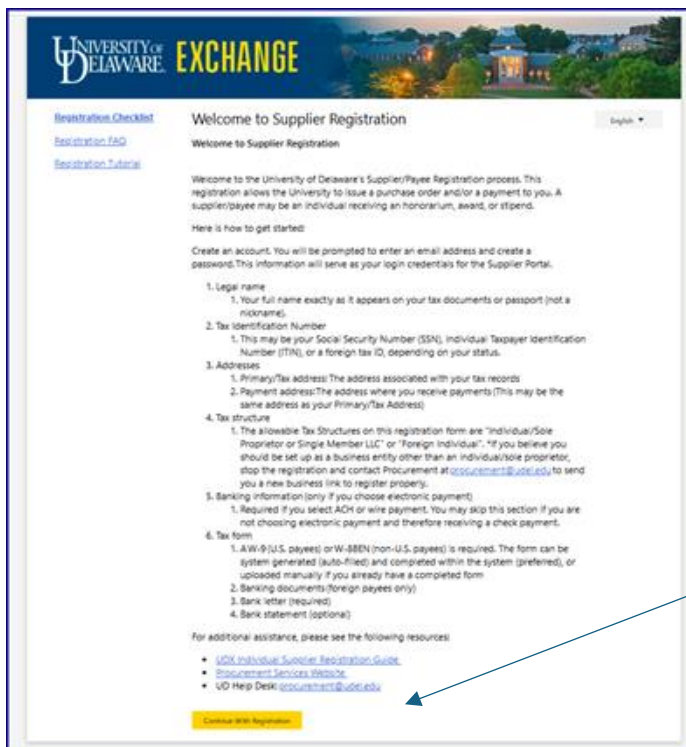 UNIVERSITY OF DELAWARE. EXCHANGE
Registration Checklist
Registration FAQ
Registration Tutorial
Welcome to Supplier Registration
English
Welcome to Supplier Registration
Welcome to the University of Delaware's Supplier/Payee Registration process. This
registration allows the University to issue a purchase order and/or a payment to you. A
supplier/payee may be an individual receiving an honorarium, award, or stipend.
Here is how to get started:
Create an account. You will be prompted to enter an email address and create a
password. This information will serve as your login credentials for the Supplier Portal.
1. Legal name
1. Your full name exactly as it appears on your tax documents or passport (not a
nickname).
2. Tax Identification Number
1. This may be your Social Security Number (SSN), Individual Taxpayer Identification
Number (ITIN), or a foreign tax ID, depending on your status.
3. Addresses
1. Primary/Tax address: The address associated with your tax records
2. Payment address: The address where you receive payments (This may be the
same address as your Primary/Tax Address)
4. Tax structure
1. The allowable Tax Structures on this registration form are "Individual/Sole
Proprietor or Single Member LLC" or "Foreign Individual". *If you believe you
should be set up as a business entity other than an individual/sole proprietor,
stop the registration and contact Procurement at procurement@udel.edu to send
you a new business link to register properly.
5. Banking information (only if you choose electronic payment)
1. Required if you select ACH or wire payment. You may skip this section if you are
not choosing electronic payment and therefore receiving a check payment.
6. Tax form
1. A W-9 (U.S. payees) or W-8BEN (non-U.S. payees) is required. The form can be
system generated (auto-filled) and completed within the system (preferred), or
uploaded manually if you already have a completed form
2. Banking documents (foreign payees only)
3. Bank letter (required)
4. Bank statement (optional)
For additional assistance, please see the following resources:
UDX Individual Supplier Registration Guide
Procurement Services Website
UD Help Desk: procurement@udel.edu
Continue With Registration